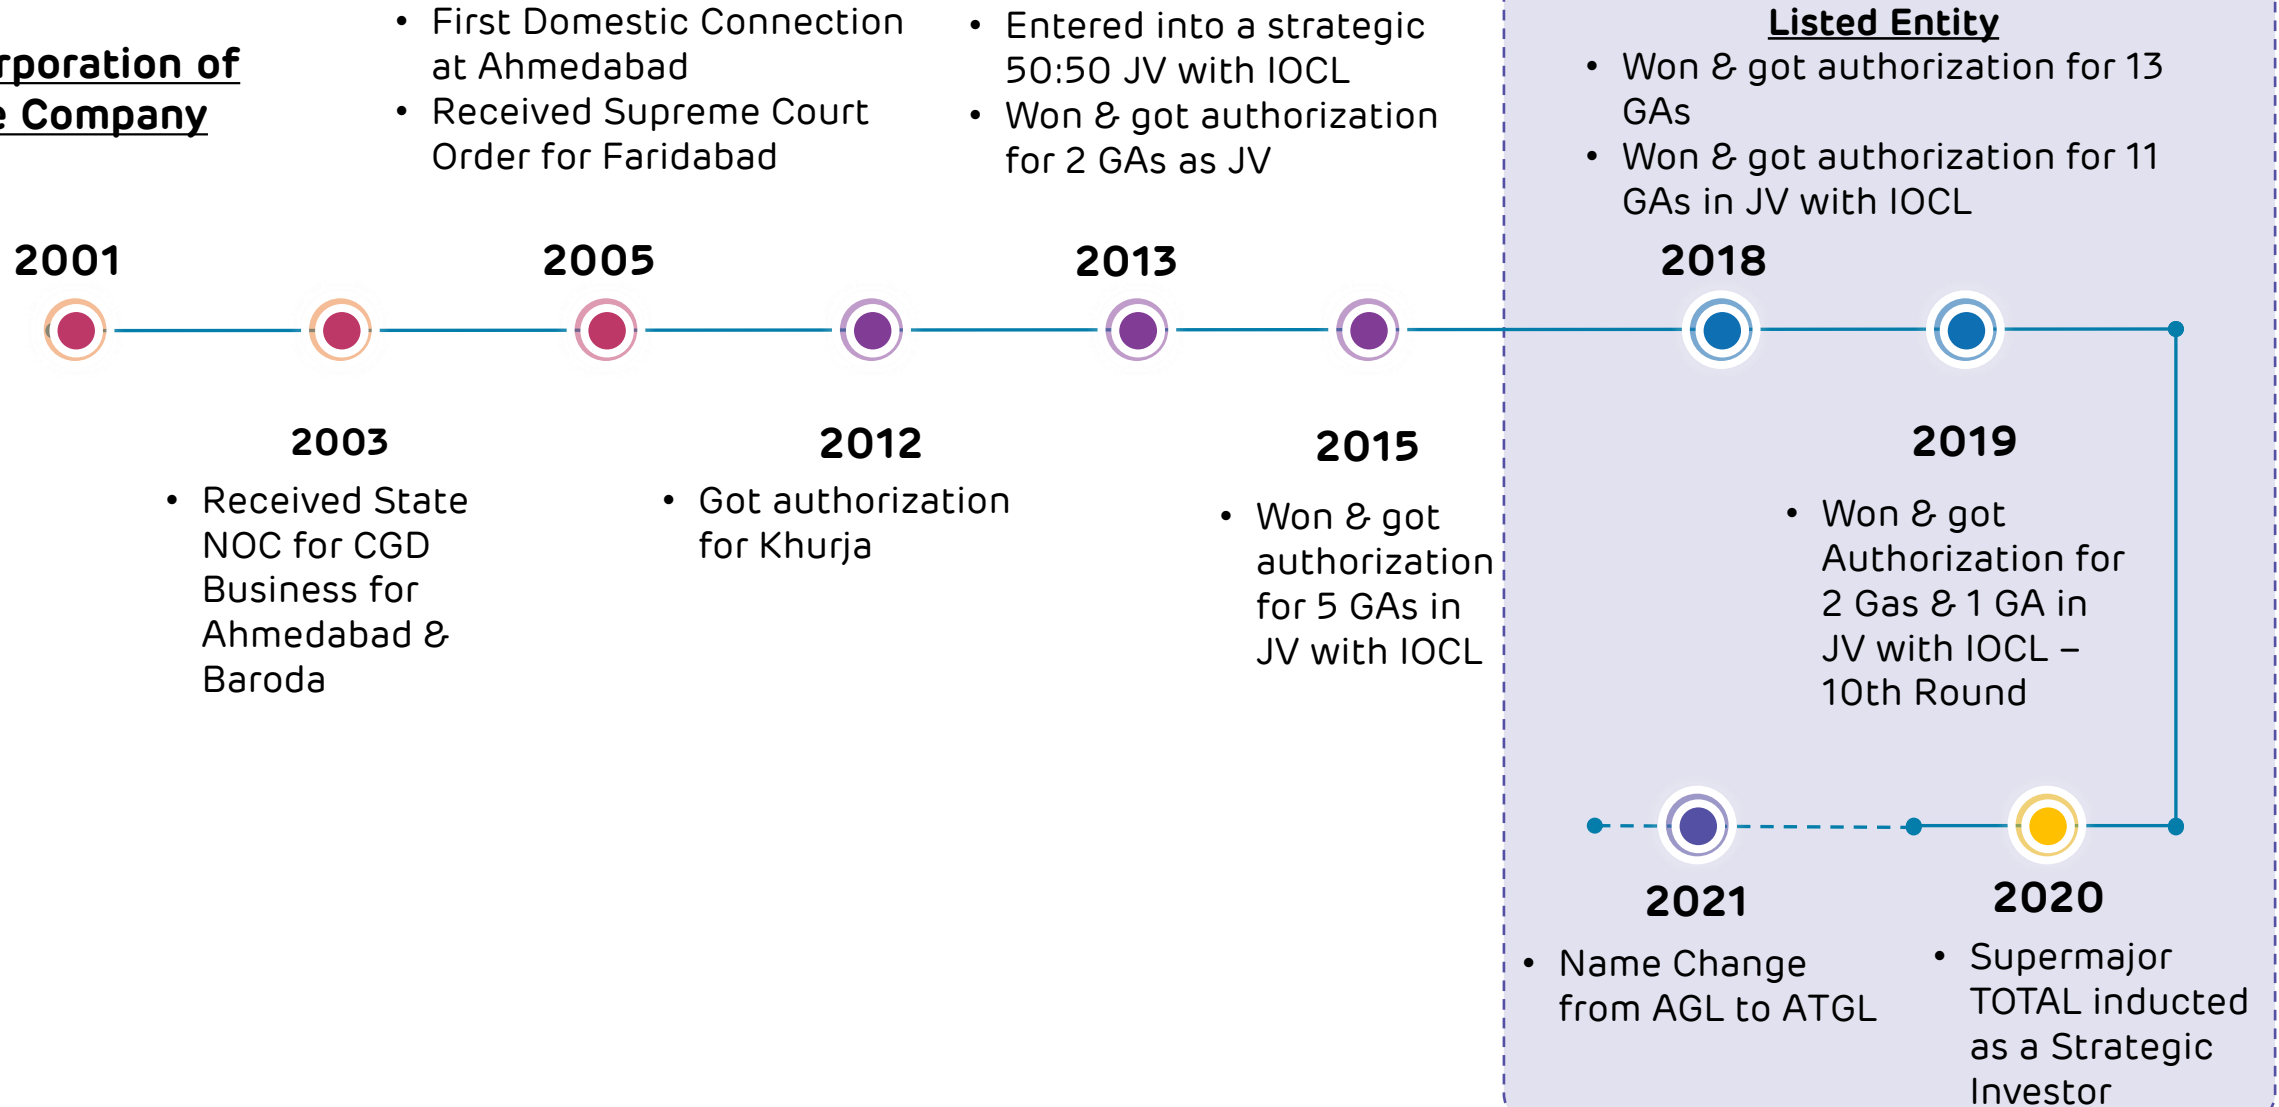 rporation of
e Company
• First Domestic Connection
at Ahmedabad
• Received Supreme Court
Order for Faridabad
• Entered into a strategic
50:50 JV with IOCL
• Won & got authorization
for 2 GAs as JV
Listed Entity
• Won & got authorization for 13
GAs
• Won & got authorization for 11
GAs in JV with IOCL
2001
2005
2013
2018
2003
• Received State
NOC for CGD
Business for
Ahmedabad &
Baroda
2012
• Got authorization
for Khurja
2015
• Won & got
authorization
for 5 GAs in
JV with IOCL
2019
• Won & got
Authorization for
2 Gas & 1 GA in
JV with IOCL –
10th Round
2021
• Name Change
from AGL to ATGL
2020
• Supermajor
TOTAL inducted
as a Strategic
Investor